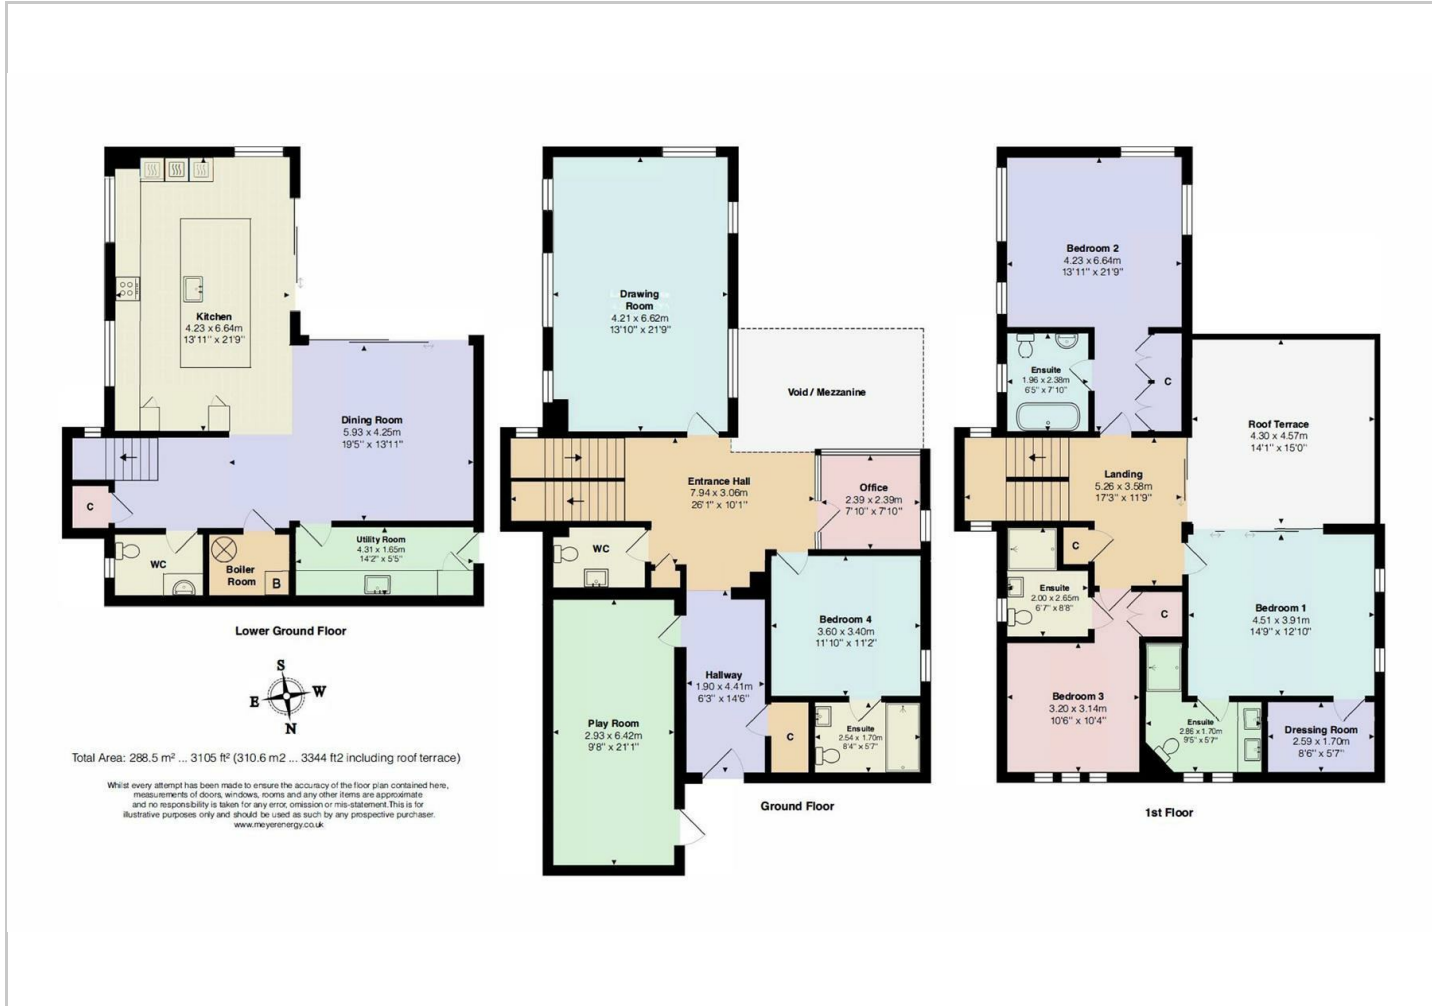 Kitchen
4.23 x 6.64m
13'11" x 21'9"
Dining Room
5.93 x 4.25m
19'5" x 13'11"
C
WC
Boiler
Room
B
Utility Room
4.31 x 1.65m
14'2" x 5'5"
Lower Ground Floor
S
E
W
N
Total Area: 288.5 m² ... 3105 ft² (310.6 m2 ... 3344 ft2 including roof terrace)
Whilst every attempt has been made to ensure the accuracy of the floor plan contained here,
measurements of doors, windows, rooms and any other items are approximate
and no responsibility is taken for any error, omission or mis-statement.This is for
illustrative purposes only and should be used as such by any prospective purchaser.
www.meyerenergy.co.uk
Drawing
Room
4.21 x 6.62m
13'10" x 21'9"
Void / Mezzanine
Entrance Hall
7.94 x 3.06m
26'1" x 10'1"
Office
2.39 x 2.39m
7'10" x 7'10"
WC
Bedroom 4
3.60 x 3.40m
11'10" x 11'2"
Hallway
1.90 x 4.41m
6'3" x 14'6"
Play Room
2.93 x 6.42m
9'8" x 21'1"
C
Ensuite
2.54 x 1.70m
8'4" x 5'7"
Ground Floor
Bedroom 2
4.23 x 6.64m
13'11" x 21'9"
Ensuite
1.96 x 2.38m
6'5" x 7'10"
C
Roof Terrace
4.30 x 4.57m
14'1" x 15'0"
Landing
5.26 x 3.58m
17'3" x 11'9"
C
Ensuite
2.00 x 2.65m
6'7" x 8'8"
C
Bedroom 1
4.51 x 3.91m
14'9" x 12'10"
Bedroom 3
3.20 x 3.14m
10'6" x 10'4"
Ensuite
2.86 x 1.70m
9'5" x 5'7"
Dressing Room
2.59 x 1.70m
8'6" x 5'7"
1st Floor